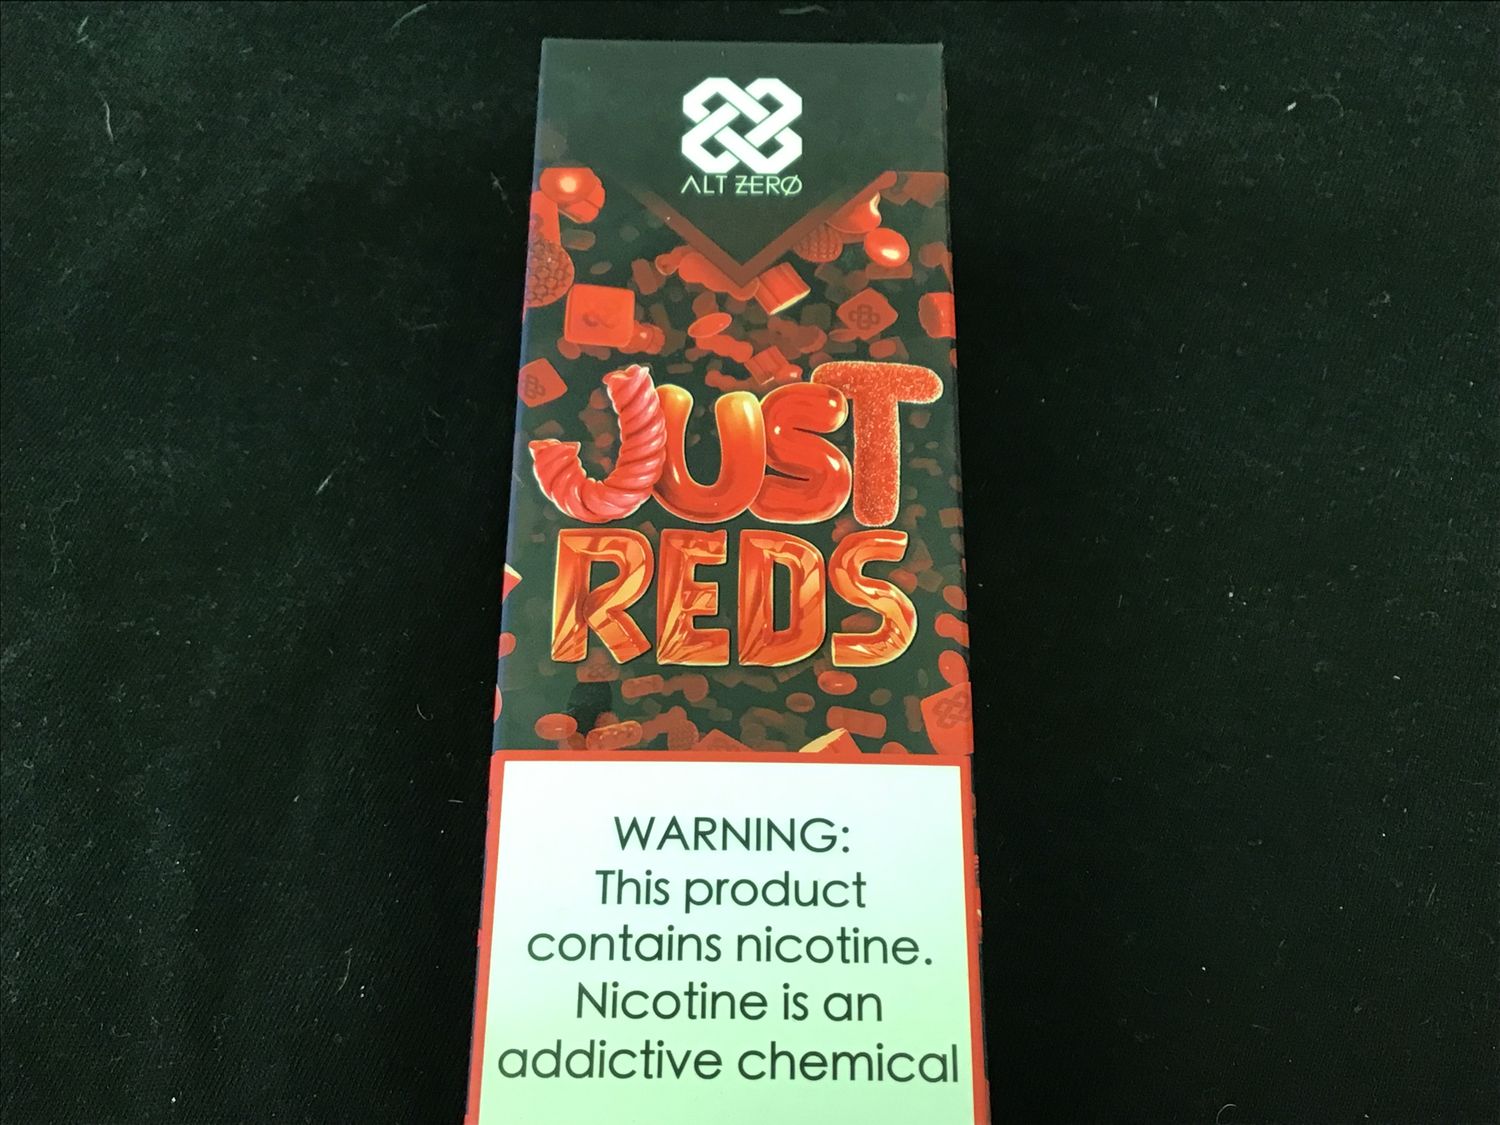 ALT ZERØ
JUST
REDS
WARNING:
This product
contains nicotine.
Nicotine is an
addictive chemical